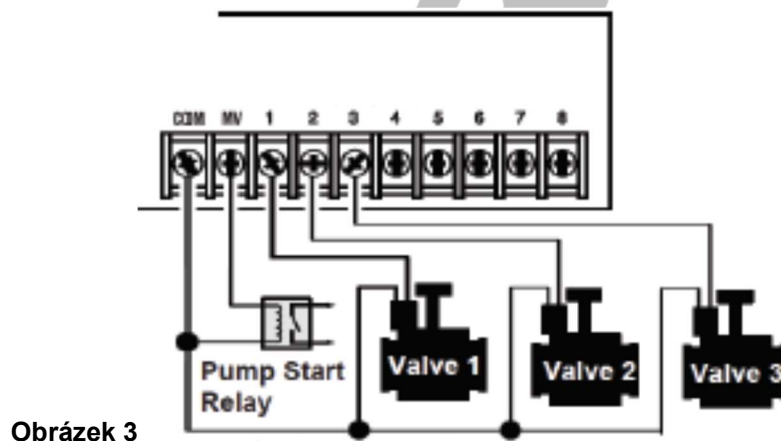 COM MV 1 2 3 4 5 6 7 8
Pump Start
Relay
Valve 1
Valve 2
Valve 3
Obrázek 3